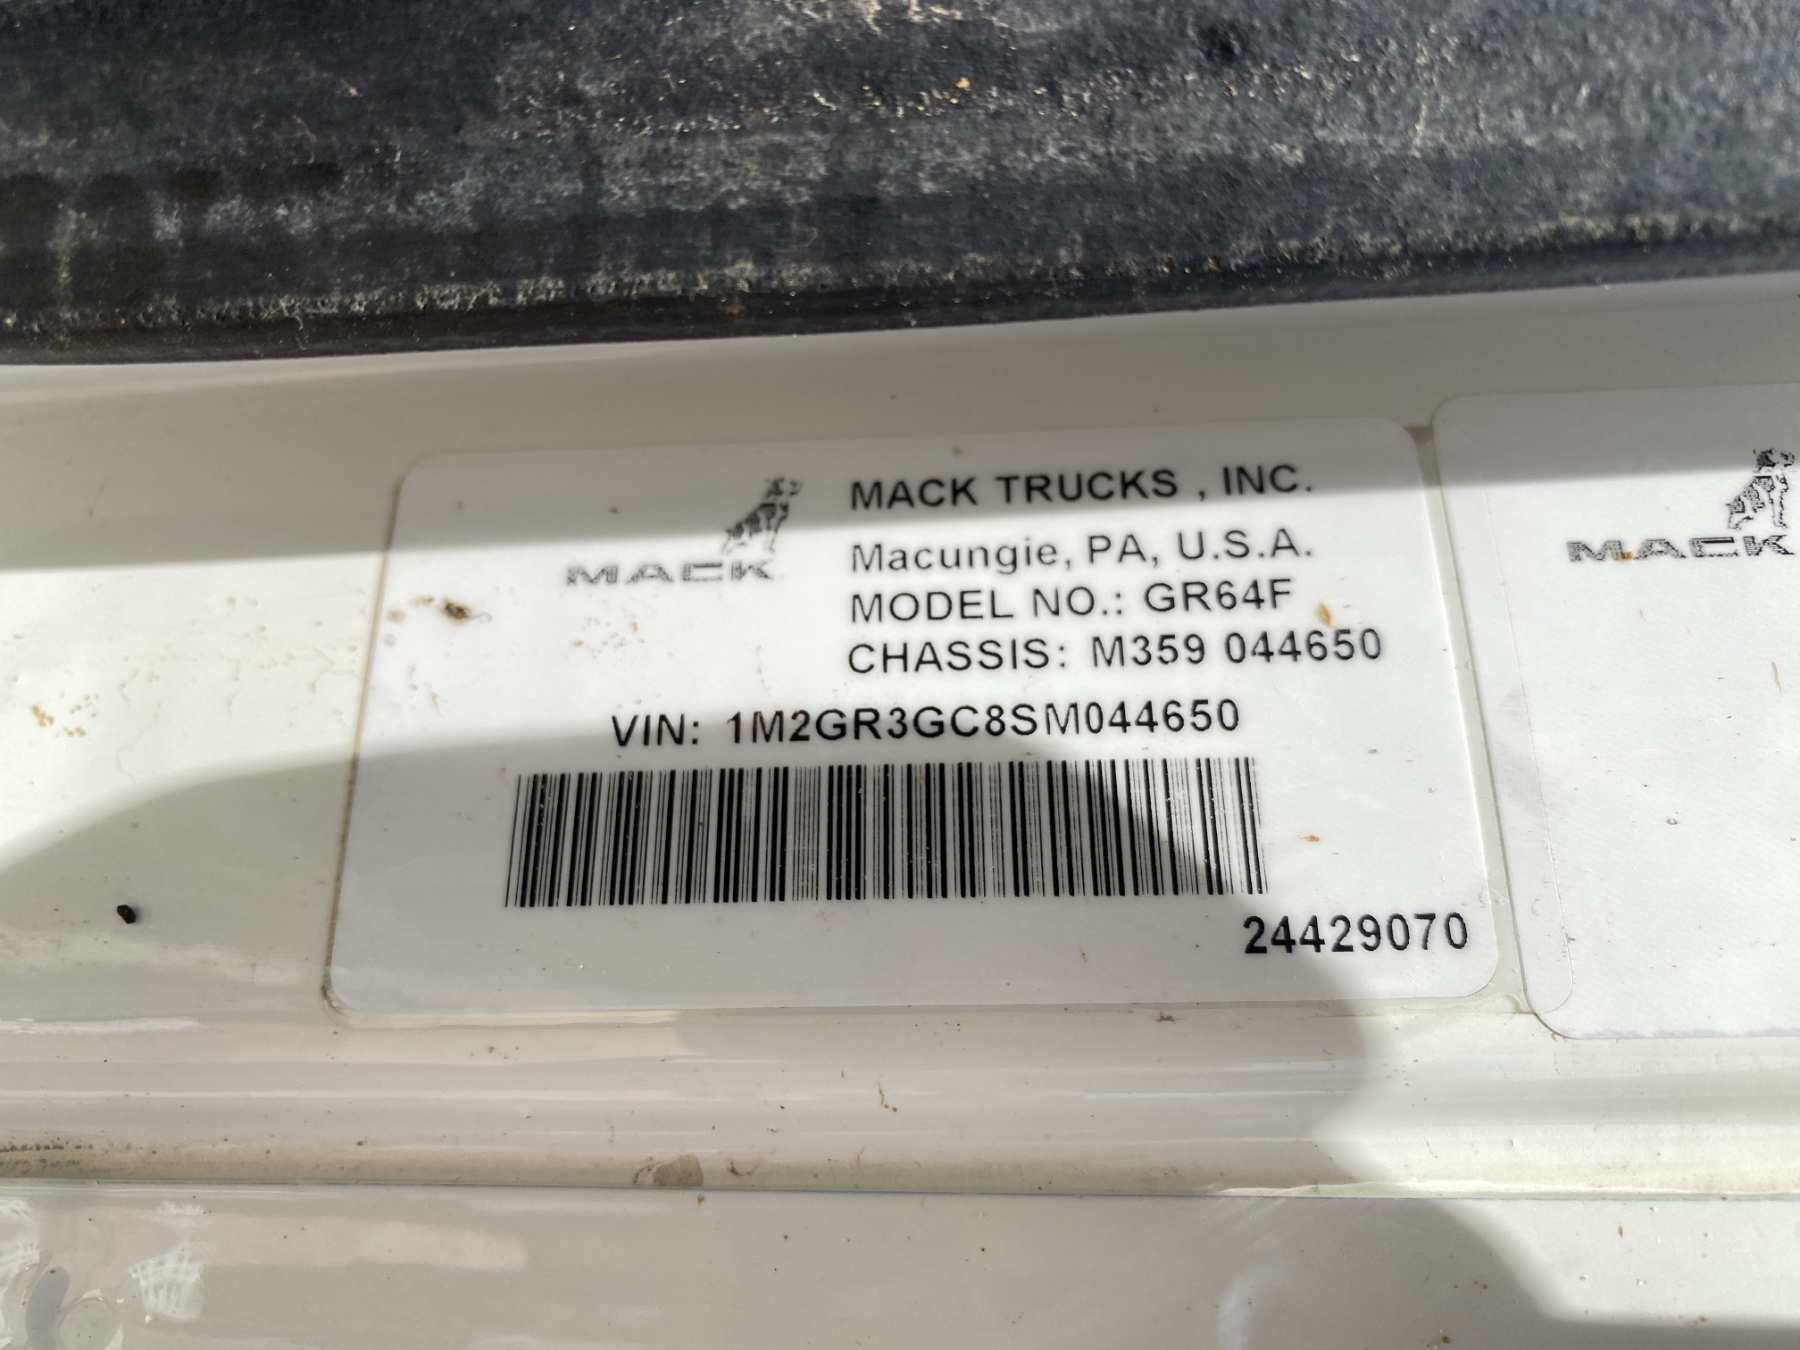 MACK
MACK TRUCKS , INC.
Macungie, PA, U.S.A.
MODEL NO.: GR64F
CHASSIS: M359 044650
VIN: 1M2GR3GC8SM044650
24429070
MACK